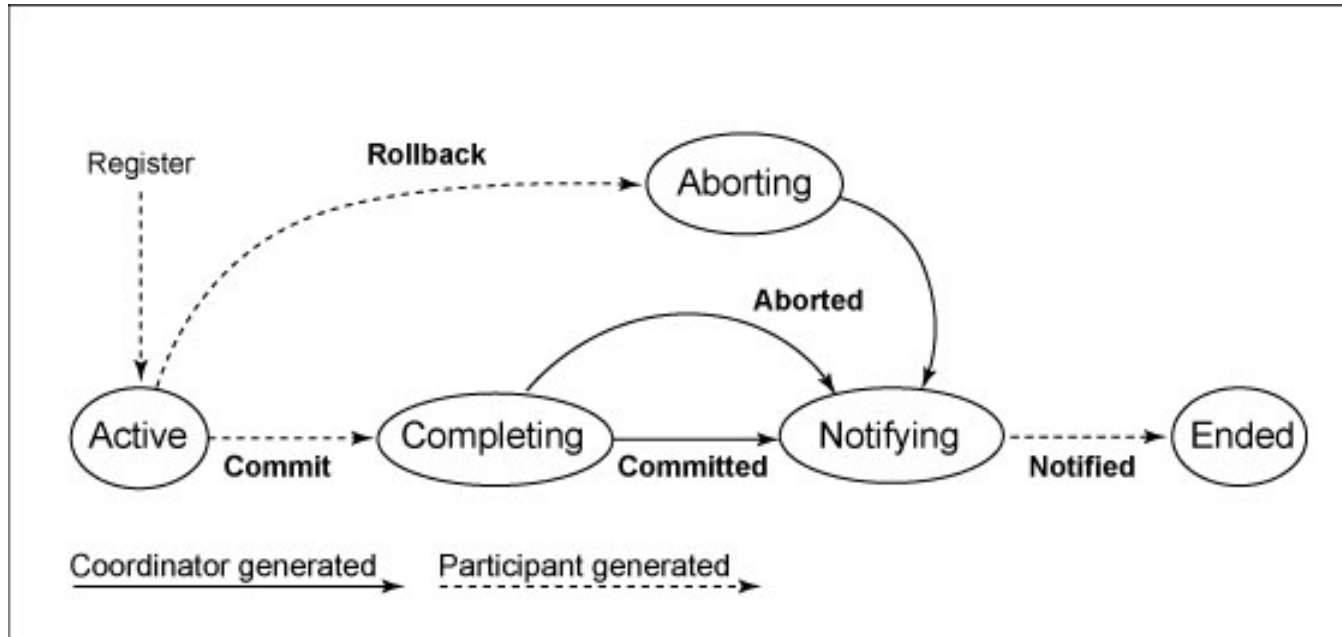 Rollback
Register
Aborting
Aborted
Active
Commit
Completing
Committed
Notifying
Notified
Ended
Coordinator generated
Participant generated